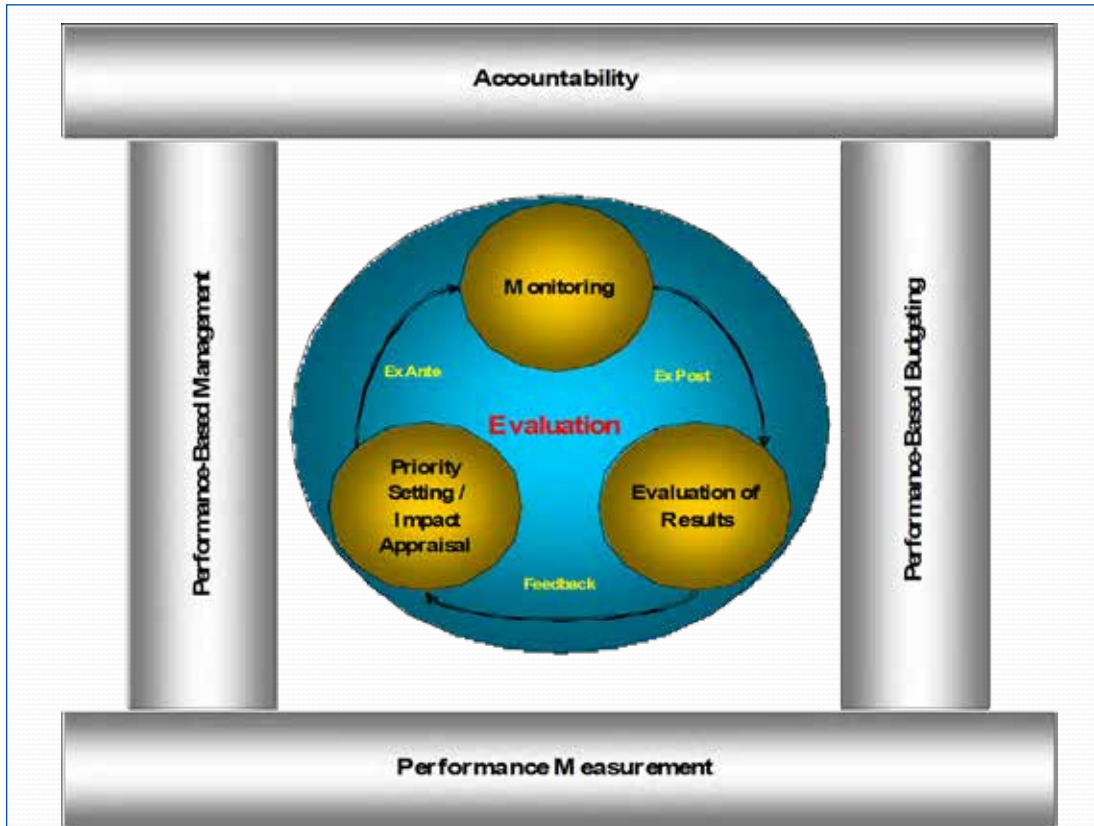 Accountability
Performance-Based Management
Monitoring
Ex Ante
Ex Post
Evaluation
Priority
Setting /
Impact
Appraisal
Evaluation of
Results
Feedback
Performance-Based Budgeting
Performance Measurement